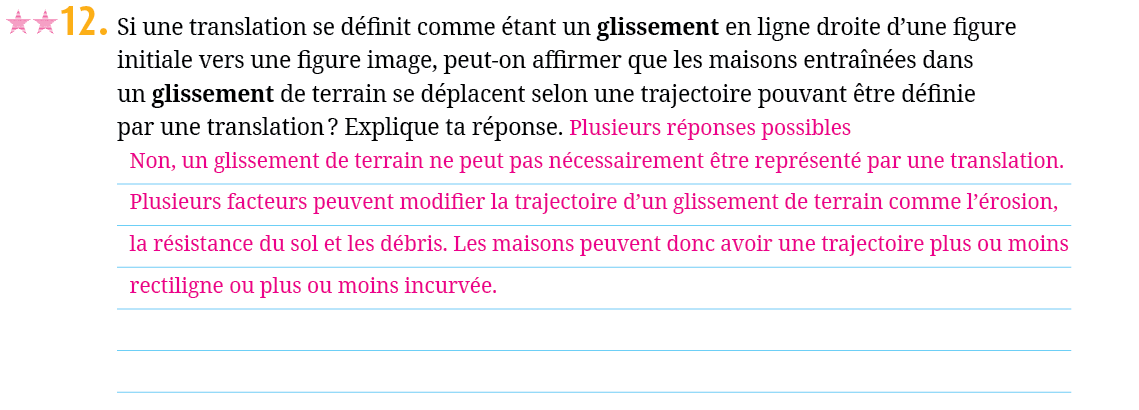 12. Si une translation se définit comme étant un glissement en ligne droite d’une figure
initiale vers une figure image, peut-on affirmer que les maisons entraînées dans
un glissement de terrain se déplacent selon une trajectoire pouvant être définie
par une translation ? Explique ta réponse. Plusieurs réponses possibles
Non, un glissement de terrain ne peut pas nécessairement être représenté par une translation.
Plusieurs facteurs peuvent modifier la trajectoire d’un glissement de terrain comme l’érosion,
la résistance du sol et les débris. Les maisons peuvent donc avoir une trajectoire plus ou moins
rectiligne ou plus ou moins incurvée.